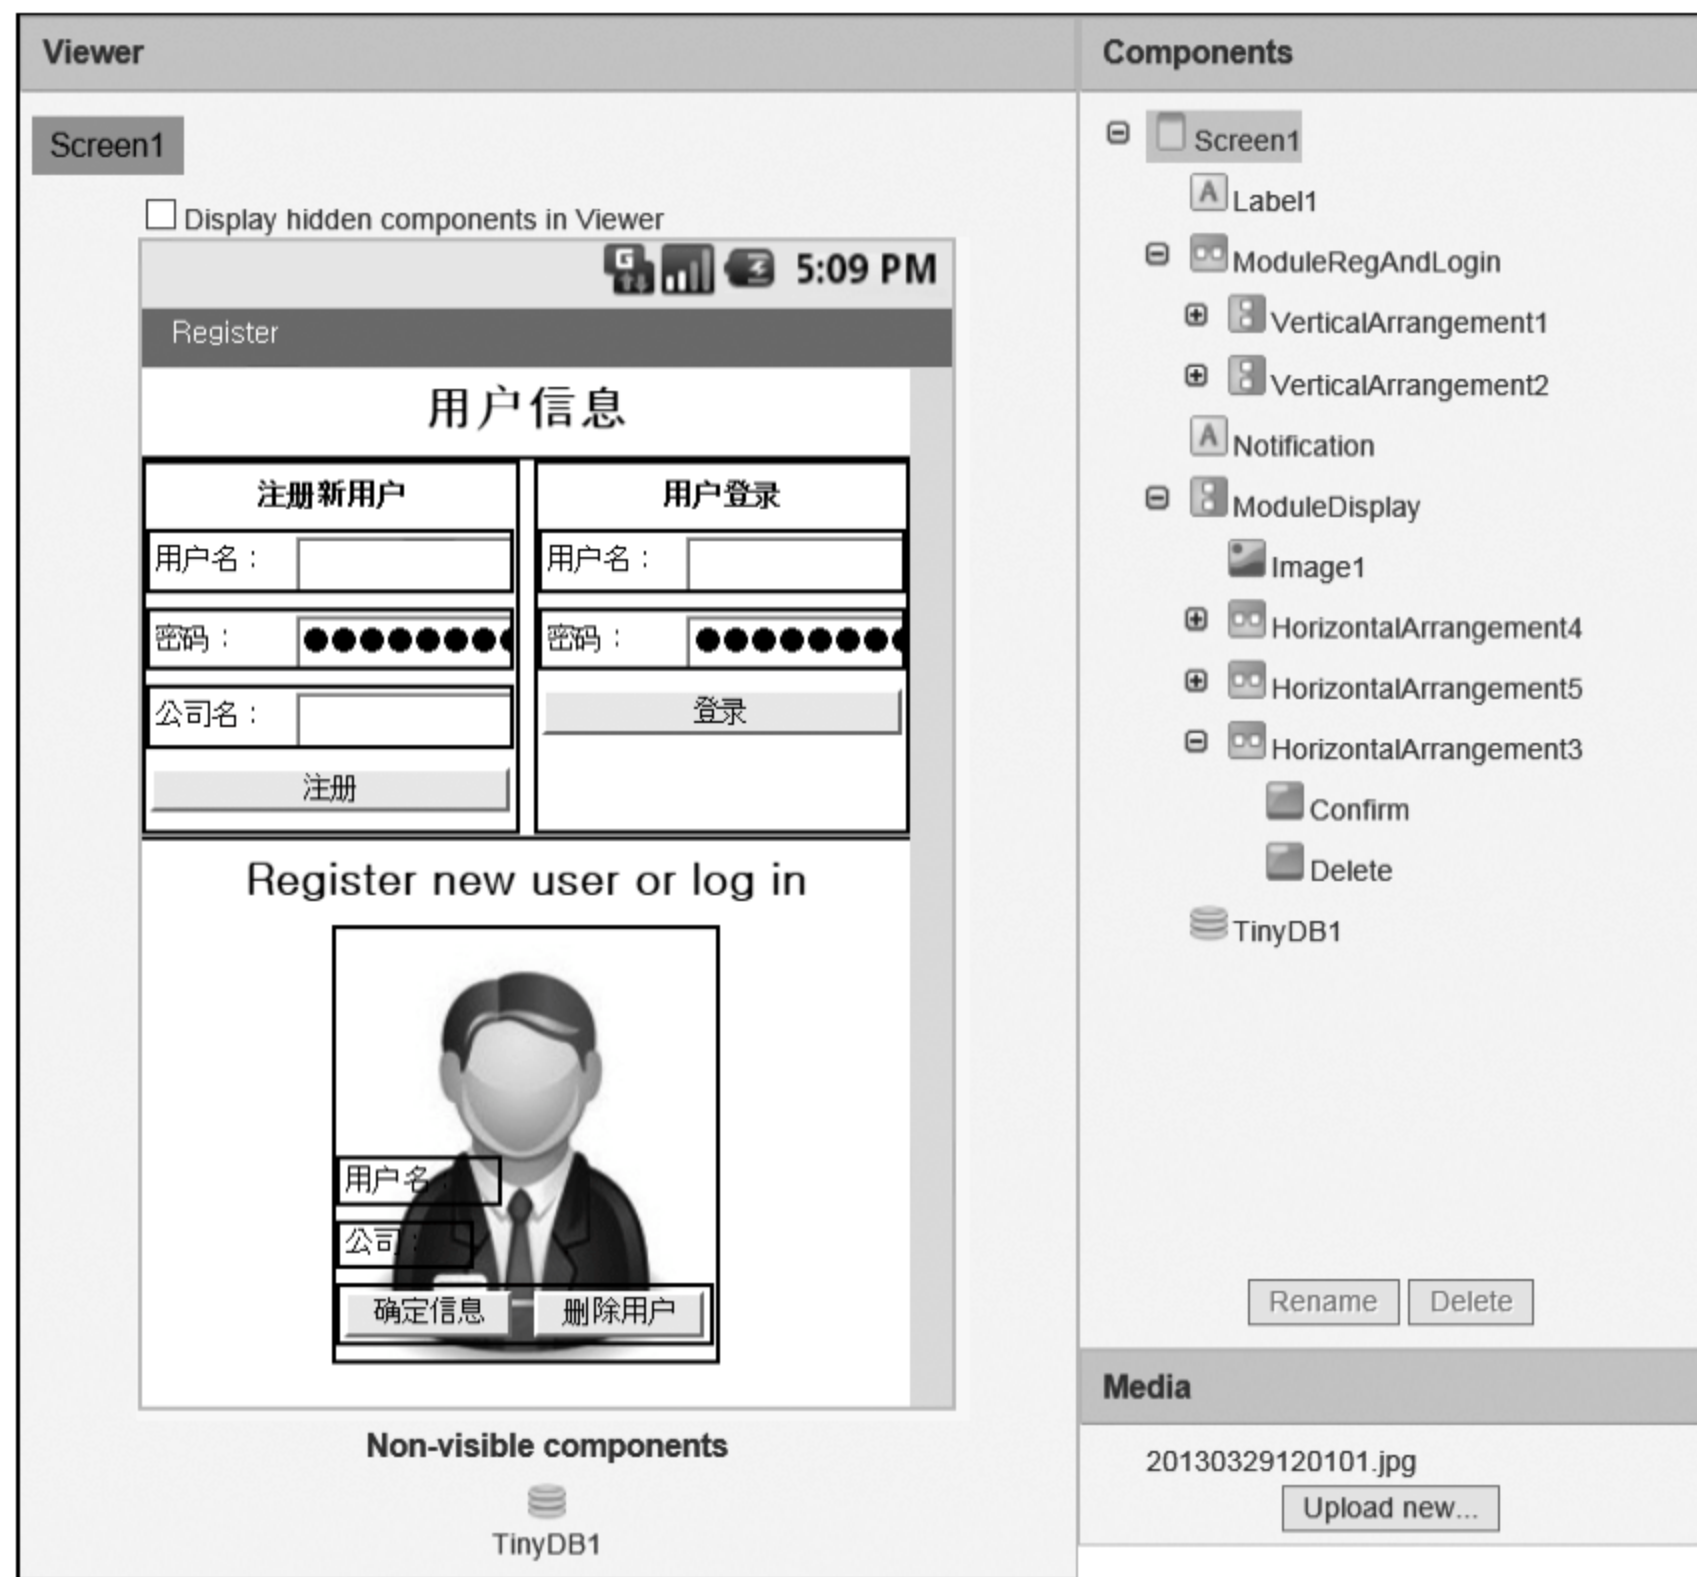 Viewer
Screen1
Display hidden components in Viewer
5:09 PM
Register
用户信息
注册新用户
用户名：
密码：
公司名：
注册
用户登录
用户名：
密码：
登录
Register new user or log in
用户名：
公司：
确定信息 删除用户
Non-visible components
TinyDB1
Components
Screen1
Label1
ModuleRegAndLogin
VerticalArrangement1
VerticalArrangement2
Notification
ModuleDisplay
Image1
HorizontalArrangement4
HorizontalArrangement5
HorizontalArrangement3
Confirm
Delete
TinyDB1
Rename Delete
Media
20130329120101.jpg
Upload new...